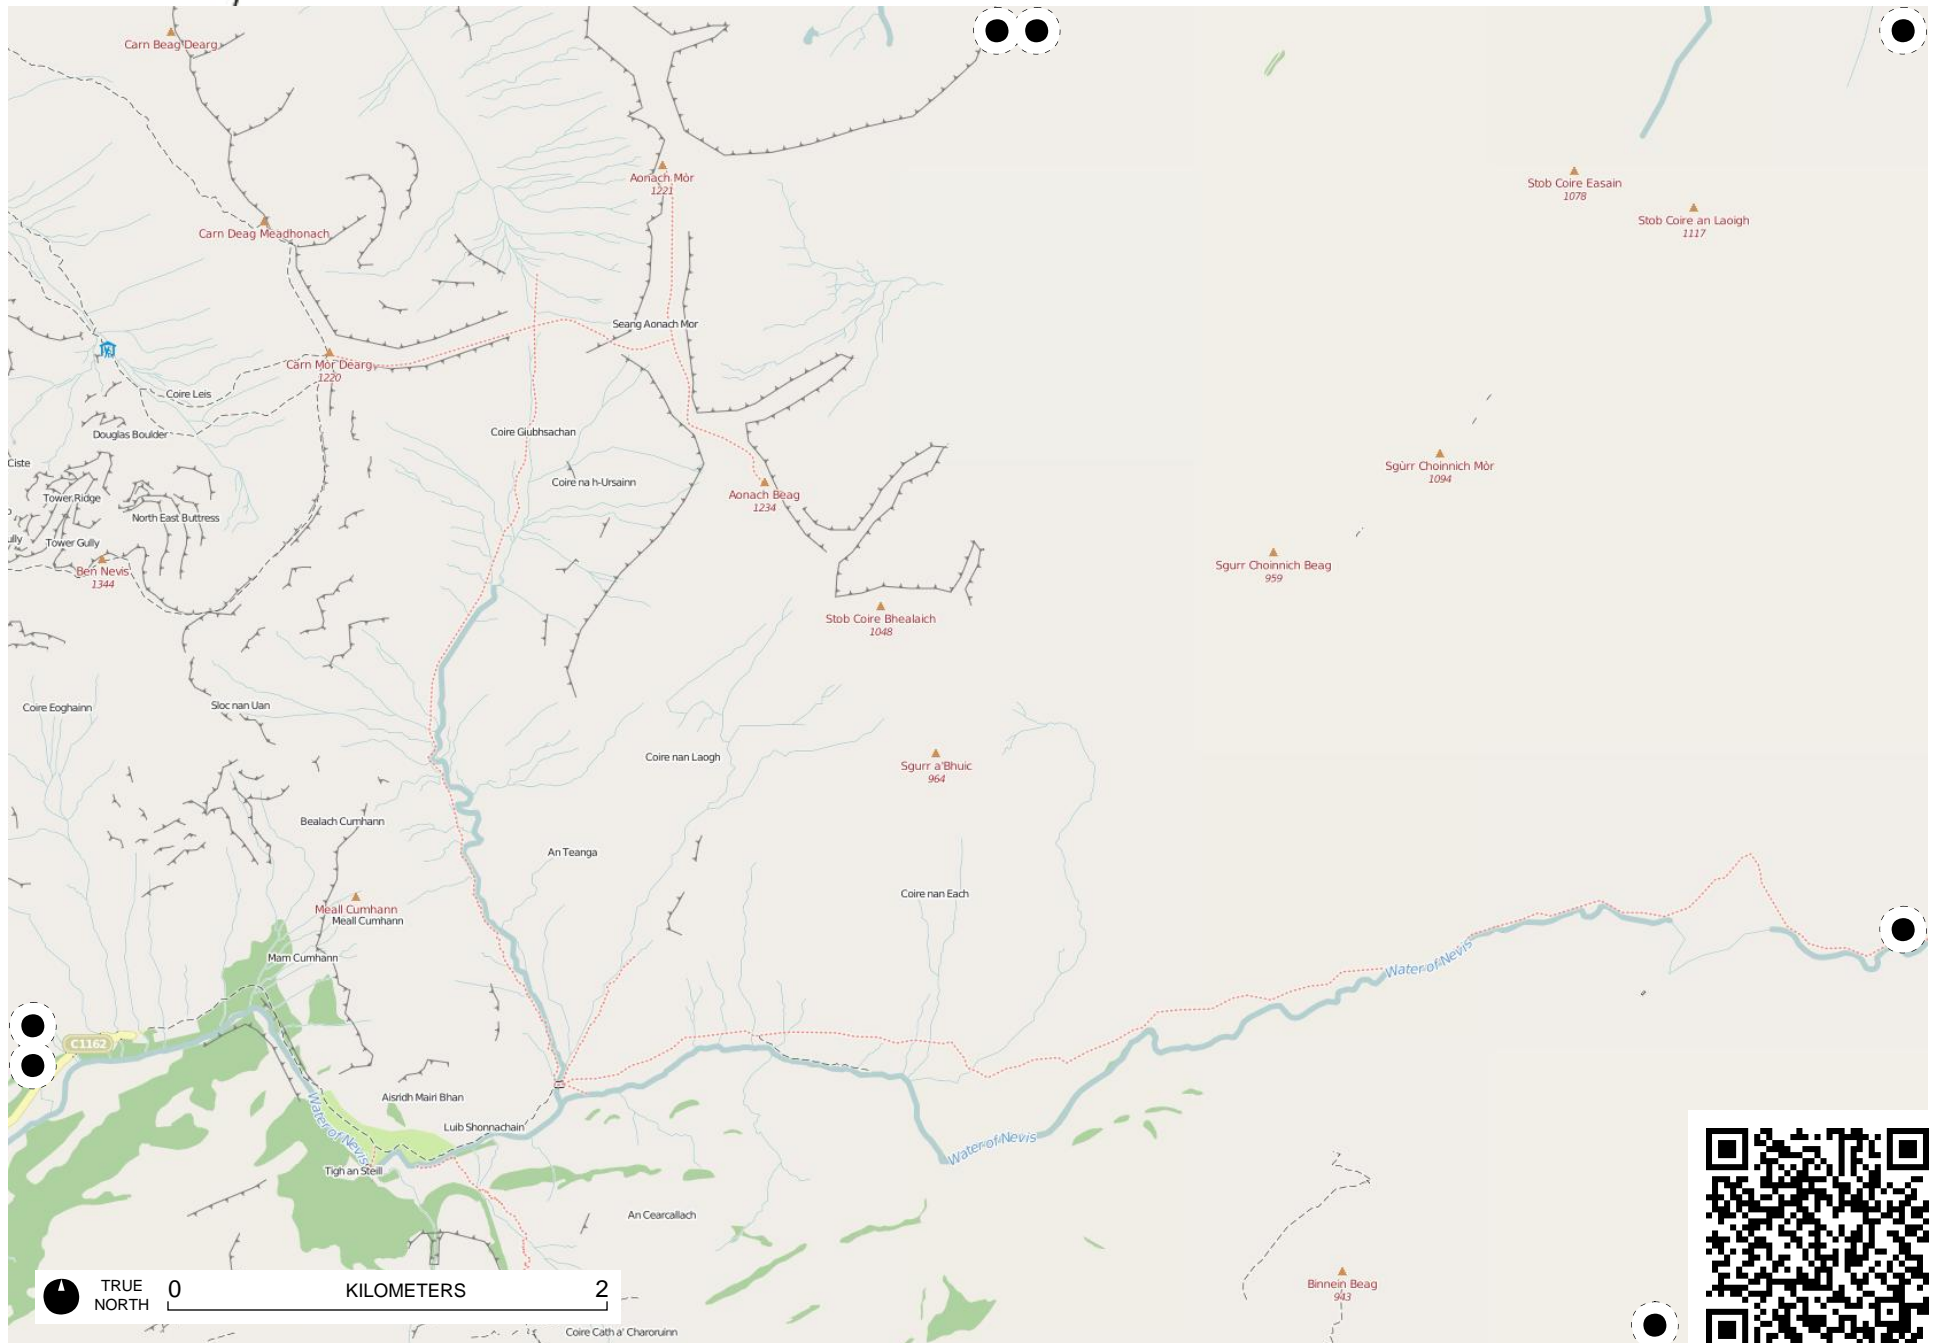 Carn Beag Dearg
Aonach Mòr
1221
Stob Coire Easain
1078
Stob Coire an Laoigh
1117
Carn Deag Meadhonach
Seang Aonach Mor
Carn Mòr Dearg
1220
Coire Leis
Douglas Boulder
Coire Giubhsachan
Ciste
Sgùrr Choinnich Mòr
1094
Coire na h-Ursainn
Aonach Beag
1234
Tower Ridge
North East Buttress
ully
Tower Gully
Ben Nevis
1344
Sgurr Choinnich Beag
959
Stob Coire Bhealaich
1048
Coire Eoghainn
Sloc nan Uan
Coire nan Laogh
Sgurr a'Bhuic
964
Bealach Cumhann
An Teanga
Coire nan Each
Meall Cumhann
Meall Cumhann
Mam Cumhann
Water of Nevis
C1162
Aisridh Mairi Bhan
Luib Shonnachain
Water of Nevis
Water of Nevis
Tigh an Steill
An Cearcallach
Binnein Beag
943
TRUE
NORTH
0 KILOMETERS 2
Coire Cath a' Charoruinn